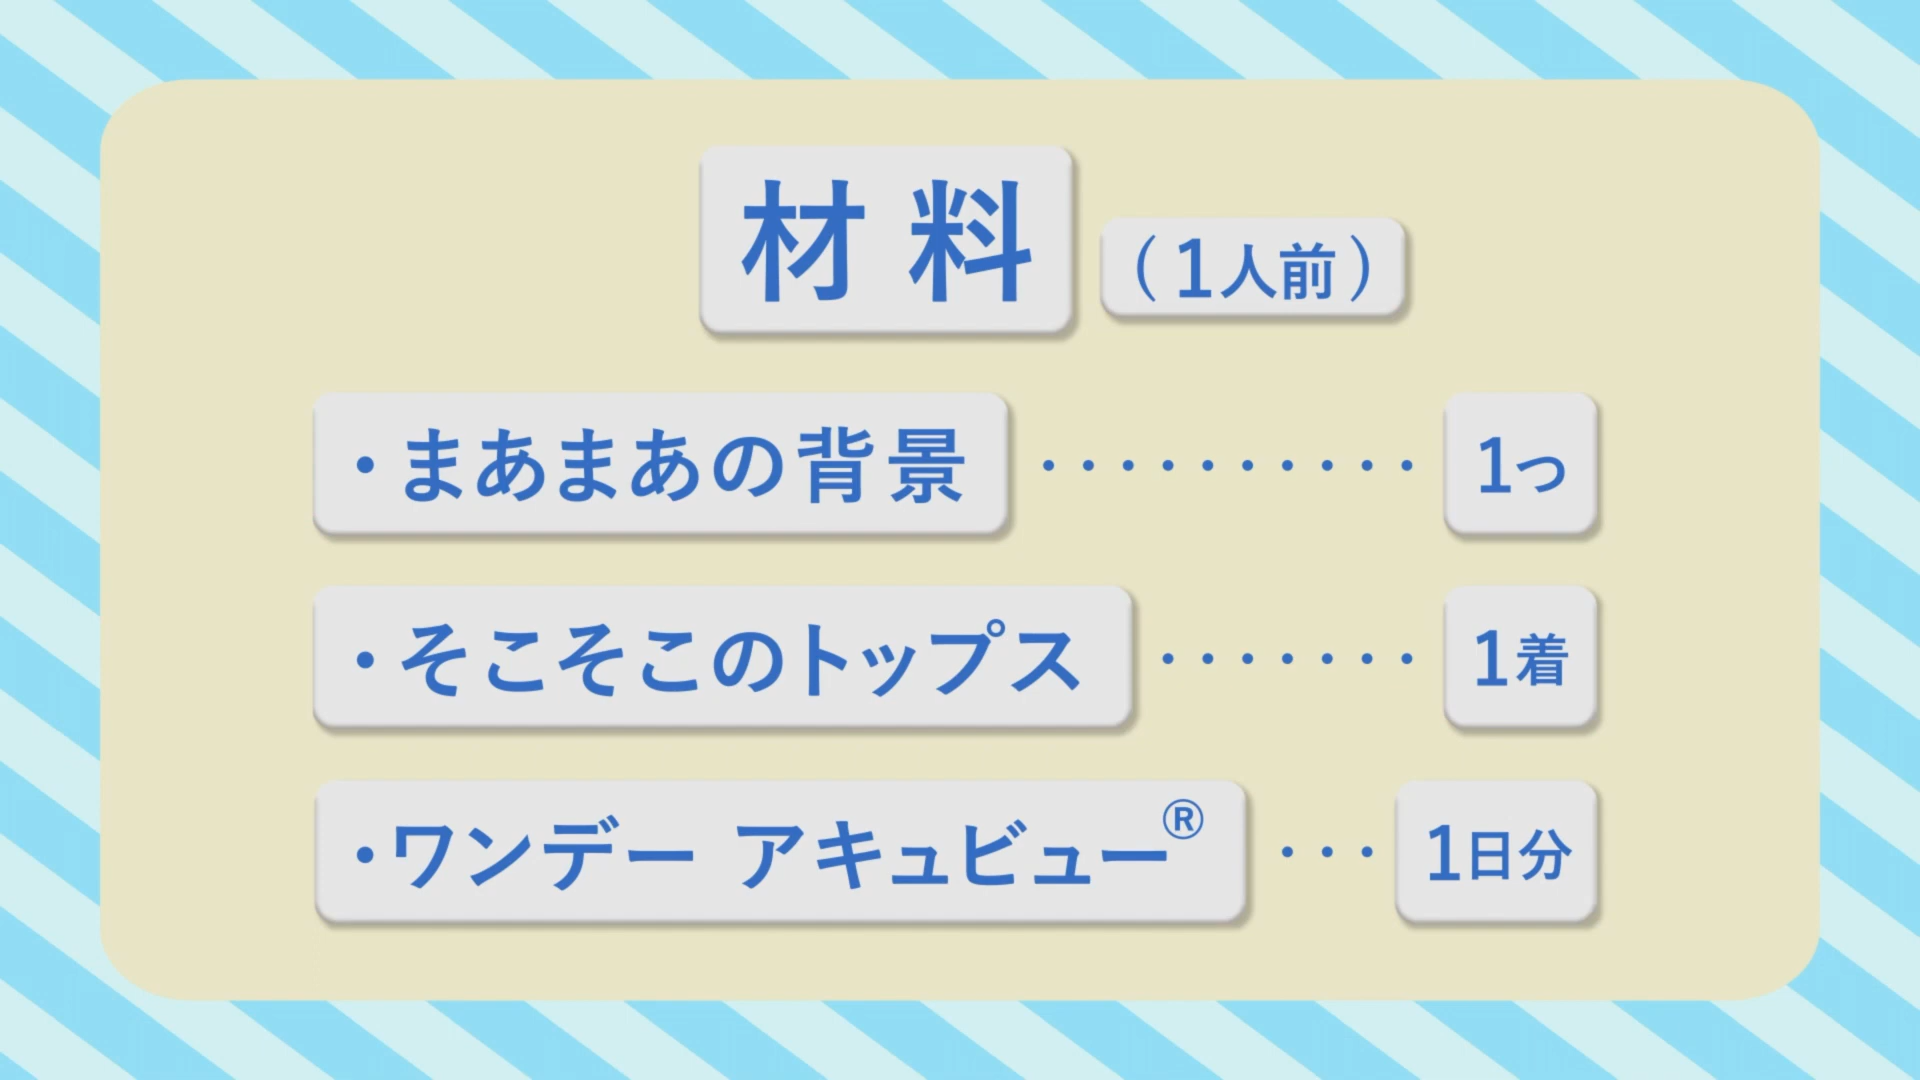 材料 (1人前)
・まあまあの背景 ・・・・・・・・・・ 1つ
・そこそこのトップス ・・・・・・・ 1着
・ワンデー アキュビュー® ・・・ 1日分